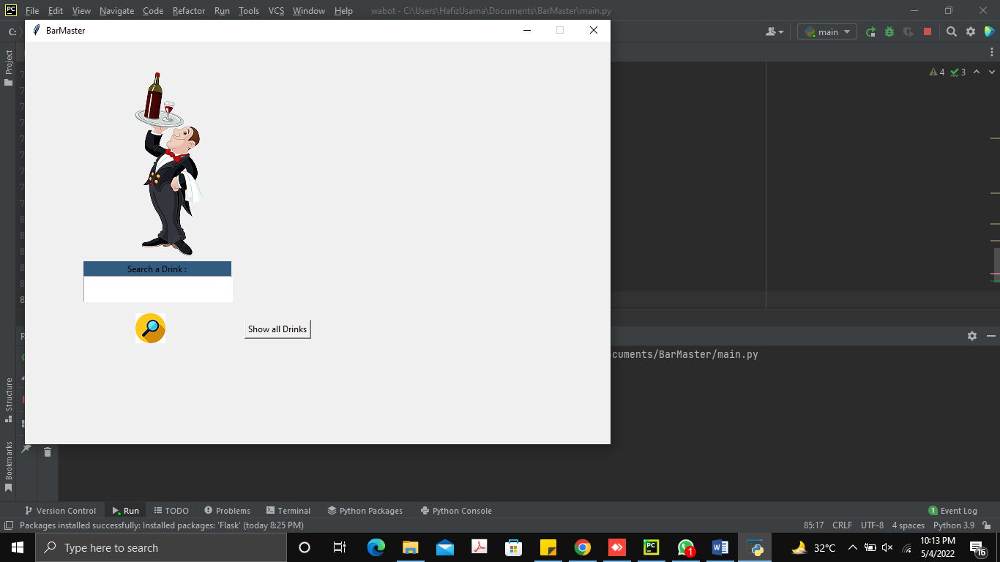 PC File Edit View Navigate Code Refactor Run Tools VCS Window Help wabot - C:\Users\HafizUsama\Documents\BarMaster\main.py
BarMaster
C: main
4 3
Project
Search a Drink :
Show all Drinks
ocuments/BarMaster/main.py
Structure
Bookmarks
Version Control Run TODO Problems Terminal Python Packages Python Console 1 Event Log
Packages installed successfully: Installed packages: 'Flask' (today 8:25 PM) 85:17 CRLF UTF-8 4 spaces Python 3.9
Type here to search PC 1 32°C 10:13 PM 16
5/4/2022